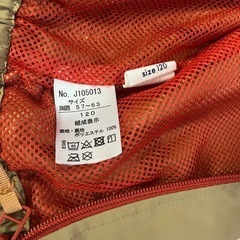 No. J105013
サイズ
胸囲 57~63
120
組成表示
表地・裏地
ポリエステル 100%
size 120